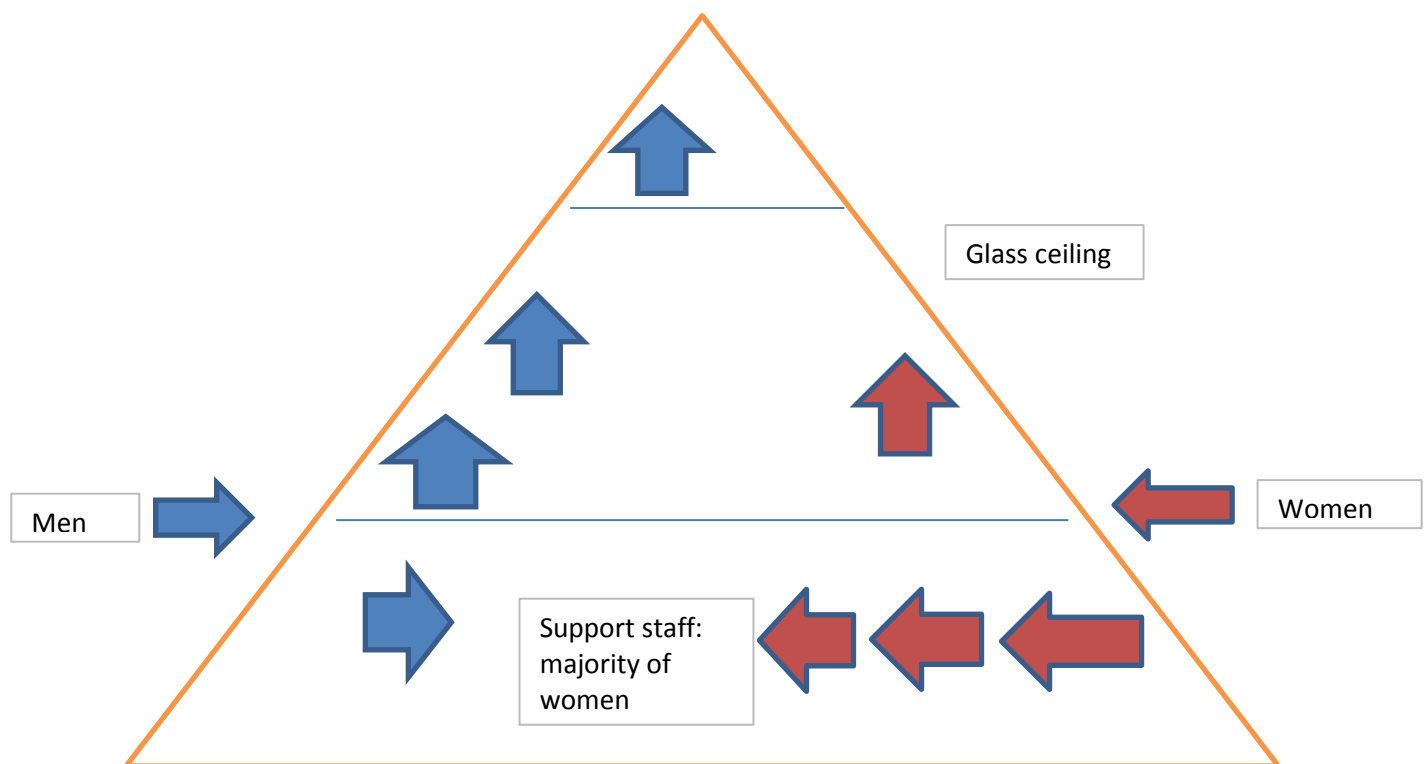 Glass ceiling
Men
Women
Support staff:
majority of
women